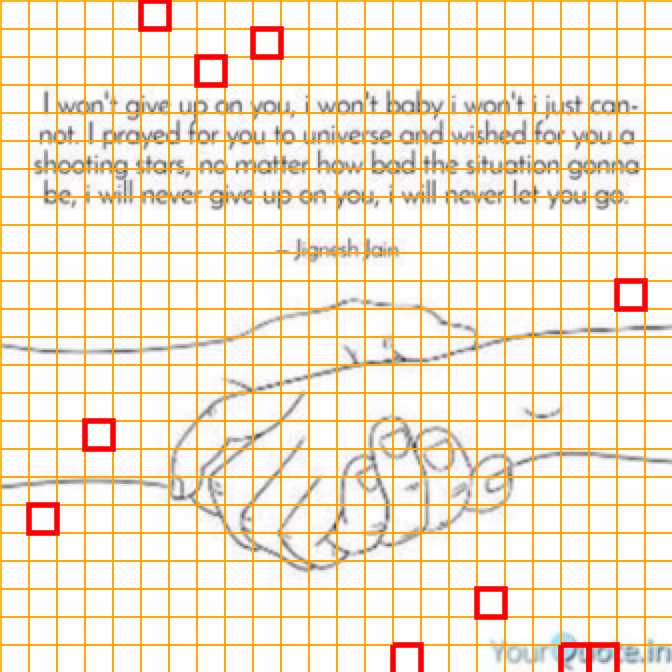 I won't give up on you, i won't baby i won't i just can-
not. I prayed for you to universe and wished for you a
shooting stars, no matter how bad the situation gonna
be, i will never give up on you, i will never let you go.
-- Jignesh Jain
YourQuote.in